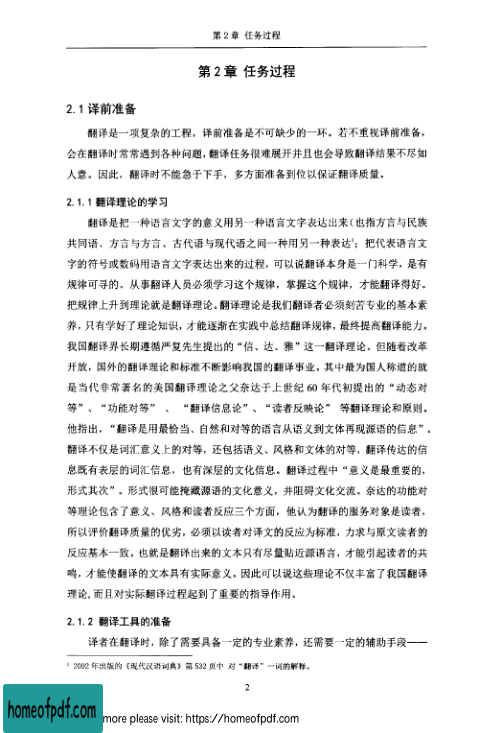 第 2 章 任务过程
第 2 章 任务过程
2.1 译前准备
翻译是一项复杂的工程，译前准备是不可缺少的一环。若不重视译前准备，
会在翻译时常常遇到各种问题，翻译任务很难展开并且也会导致翻译结果不尽如
人意。因此，翻译时不能急于下手，多方面准备到位以保证翻译质量。
2.1.1 翻译理论的学习
翻译是把一种语言文字的意义用另一种语言文字表达出来（也指方言与民族
共同语、方言与方言、古代语与现代语之间一种用另一种表达¹；把代表语言文
字的符号或数码用语言文字表达出来的过程，可以说翻译本身是一门科学，是有
规律可寻的。从事翻译人员必须学习这个规律，掌握这个规律，才能翻译得好。
把规律上升到理论就是翻译理论。翻译理论是我们翻译者必须刻苦专业的基本素
养，只有学好了理论知识，才能逐渐在实践中总结翻译规律，最终提高翻译能力。
我国翻译界长期遵循严复先生提出的“信、达、雅”这一翻译理论。但随着改革
开放，国外的翻译理论和标准不断影响我国的翻译事业。其中最为国人称道的就
是当代非常著名的美国翻译理论之父奈达于上世纪 60 年代初提出的“动态对
等”、“功能对等” 、 “翻译信息论”、“读者反映论” 等翻译理论和原则。
他指出，“翻译是用最恰当、自然和对等的语言从语义到文体再现源语的信息”。
翻译不仅是词汇意义上的对等，还包括语义、风格和文体的对等，翻译传达的信
息既有表层的词汇信息，也有深层的文化信息。翻译过程中“意义是最重要的，
形式其次”。形式很可能掩藏源语的文化意义，并阻碍文化交流。奈达的功能对
等理论包含了意义、风格和读者反应三个方面，他认为翻译的服务对象是读者，
所以评价翻译质量的优劣，必须以读者对译文的反应为标准，力求与原文读者的
反应基本一致。也就是翻译出来的文本只有尽量贴近源语言，才能引起读者的共
鸣，才能使翻译的文本具有实际意义。因此可以说这些理论不仅丰富了我国翻译
理论，而且对实际翻译过程起到了重要的指导作用。
2.1.2 翻译工具的准备
译者在翻译时，除了需要具备一定的专业素养，还需要一定的辅助手段——
¹ 2002 年出版的《现代汉语词典》第 532 页中 对“翻译”一词的解释。
2
homeofpdf.com
more please visit: https://homeofpdf.com